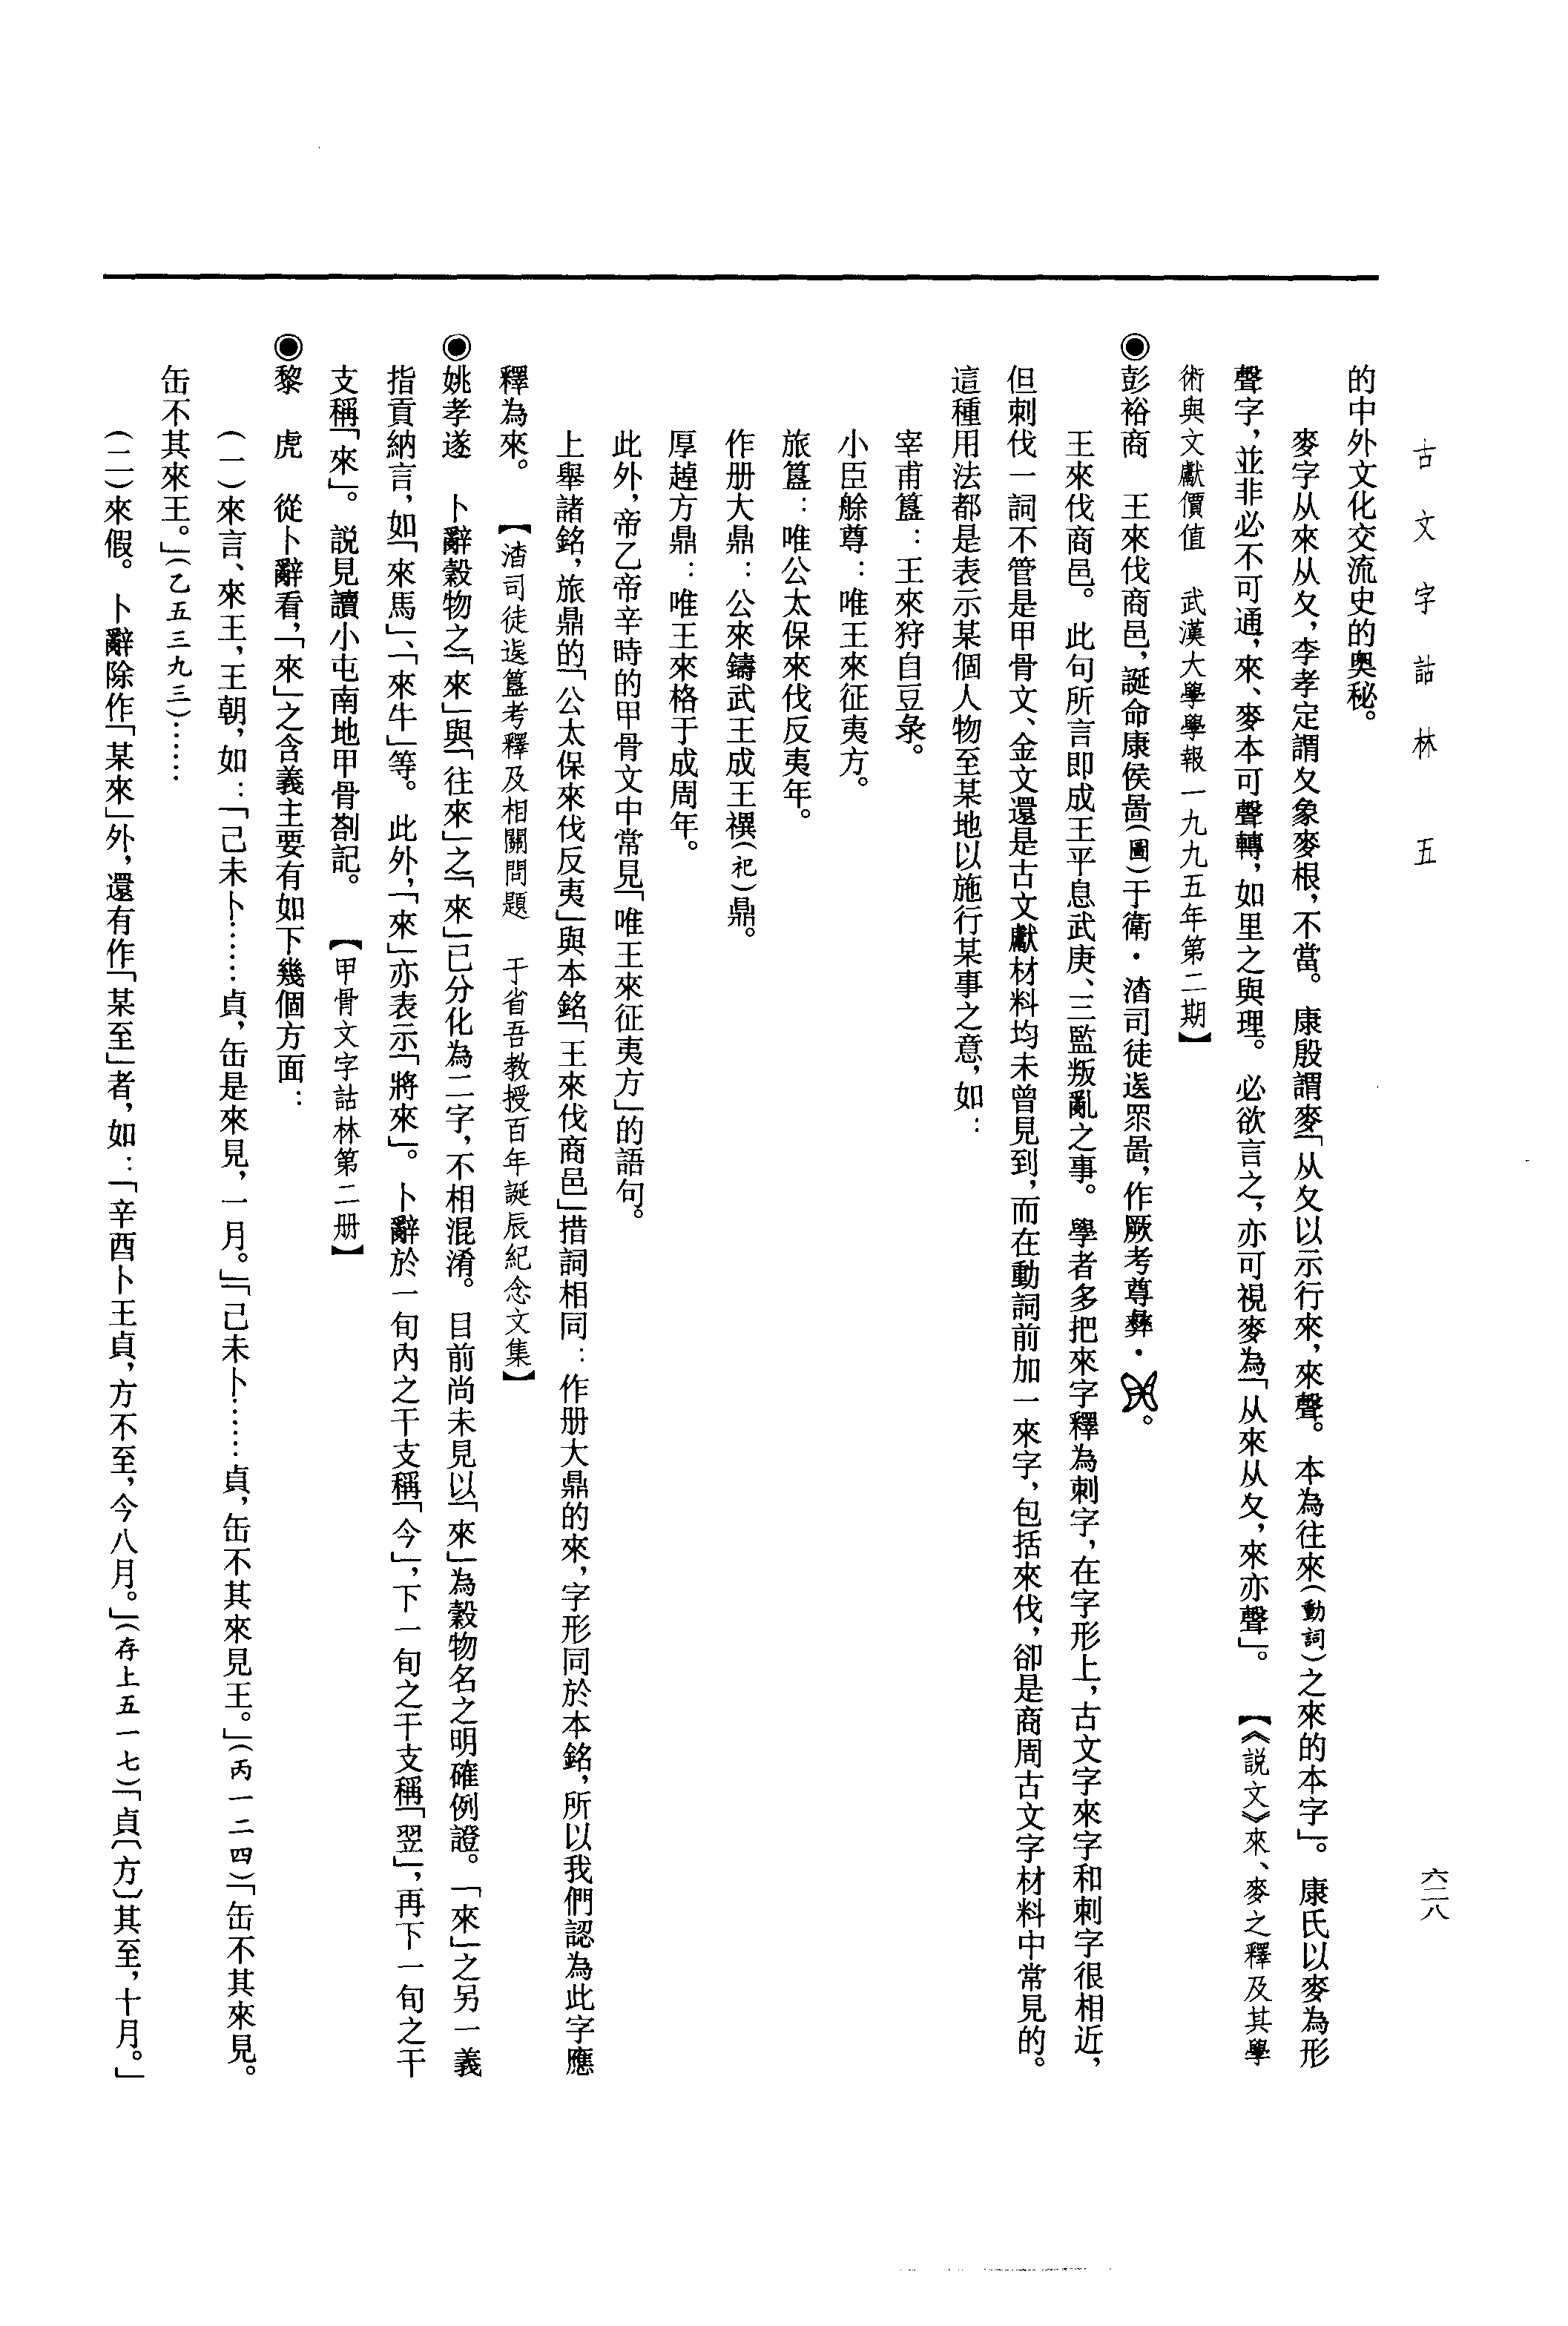 古文字詁林　五
六二八
的中外文化交流史的奥秘。
麥字从來从夊，李孝定謂夊象麥根，不當。康殷謂麥「从夊以示行來，來聲。本為往來（動詞）之來的本字」。康氏以麥為形
聲字，並非必不可通，來、麥本可聲轉，如里之與理。必欲言之，亦可視麥為「从來从夊，來亦聲」。【《説文》來、麥之釋及其學
術與文獻價值　武漢大學學報一九九五年第二期】
◉彭裕商　王來伐商邑，誕命康侯啚（圖）于衛·渣司徒逘眔啚，作厥考尊彝·。
王來伐商邑。此句所言即成王平息武庚、三監叛亂之事。學者多把來字釋為刺字，在字形上，古文字來字和刺字很相近，
但刺伐一詞不管是甲骨文、金文還是古文獻材料均未曾見到，而在動詞前加一來字，包括來伐，卻是商周古文字材料中常見的。
這種用法都是表示某個人物至某地以施行某事之意，如：
宰甫簋：王來狩自豆彔。
小臣艅尊：唯王來征夷方。
旅簋：唯公太保來伐反夷年。
作册大鼎：公來鑄武王成王禩（祀）鼎。
厚趠方鼎：唯王來格于成周年。
此外，帝乙帝辛時的甲骨文中常見「唯王來征夷方」的語句。
上舉諸銘，旅鼎的「公太保來伐反夷」與本銘「王來伐商邑」措詞相同：作册大鼎的來，字形同於本銘，所以我們認為此字應
釋為來。【渣司徒逘簋考釋及相關問題　于省吾教授百年誕辰紀念文集】
◉姚孝遂　卜辭穀物之「來」與「往來」之「來」已分化為二字，不相混淆。目前尚未見以「來」為穀物名之明確例證。「來」之另一義
指貢納言，如「來馬」、「來牛」等。此外，「來」亦表示「將來」。卜辭於一旬內之干支稱「今」，下一旬之干支稱「翌」，再下一旬之干
支稱「來」。説見讀小屯南地甲骨劄記。【甲骨文字詁林第二册】
◉黎　虎　從卜辭看，「來」之含義主要有如下幾個方面：
（一）來言、來王，王朝，如：「己未卜……貞，缶是來見，一月。」「己未卜……貞，缶不其來見王。」（丙一二四）「缶不其來見。
缶不其來王。」（乙五三九三）……
（二）來假。卜辭除作「某來」外，還有作「某至」者，如：「辛酉卜王貞，方不至，今八月。」（存上五一七）「貞〔方〕其至，十月。」